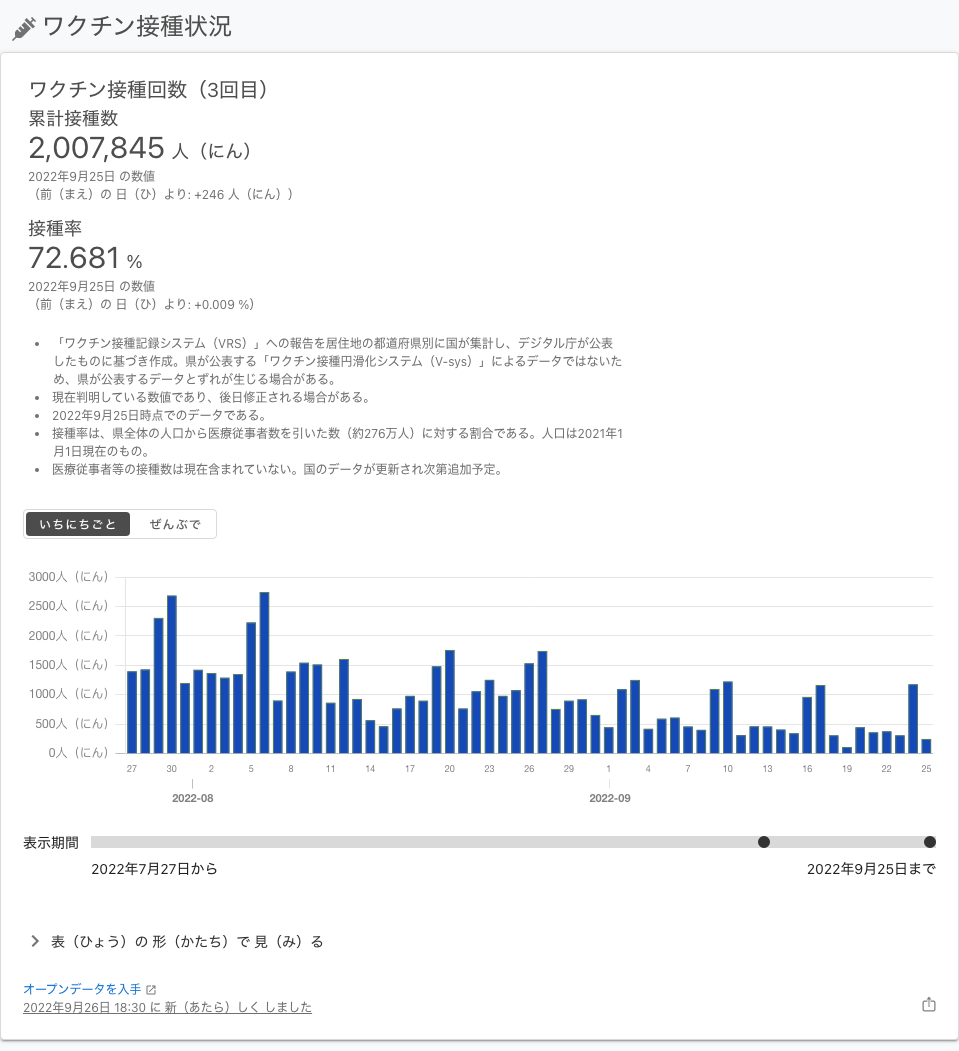 ワクチン接種状況
ワクチン接種回数（3回目）
累計接種数
2,007,845 人（にん）
2022年9月25日 の数値
（前（まえ）の 日（ひ）より: +246 人（にん））
接種率
72.681 %
2022年9月25日 の数値
（前（まえ）の 日（ひ）より: +0.009 %）
• 「ワクチン接種記録システム（VRS）」への報告を居住地の都道府県別に国が集計し、デジタル庁が公表
したものに基づき作成。県が公表する「ワクチン接種円滑化システム（V-sys）」によるデータではないた
め、県が公表するデータとずれが生じる場合がある。
• 現在判明している数値であり、後日修正される場合がある。
• 2022年9月25日時点でのデータである。
• 接種率は、県全体の人口から医療従事者数を引いた数（約276万人）に対する割合である。人口は2021年1
月1日現在のもの。
• 医療従事者等の接種数は現在含まれていない。国のデータが更新され次第追加予定。
いちにちごと ぜんぶで
3000人（にん）
2500人（にん）
2000人（にん）
1500人（にん）
1000人（にん）
500人（にん）
0人（にん）
27 30 2 5 8 11 14 17 20 23 26 29 1 4 7 10 13 16 19 22 25
2022-08 2022-09
表示期間
2022年7月27日から 2022年9月25日まで
表（ひょう）の 形（かたち）で 見（み）る
オープンデータを入手
2022年9月26日 18:30 に 新（あたら）しく しました